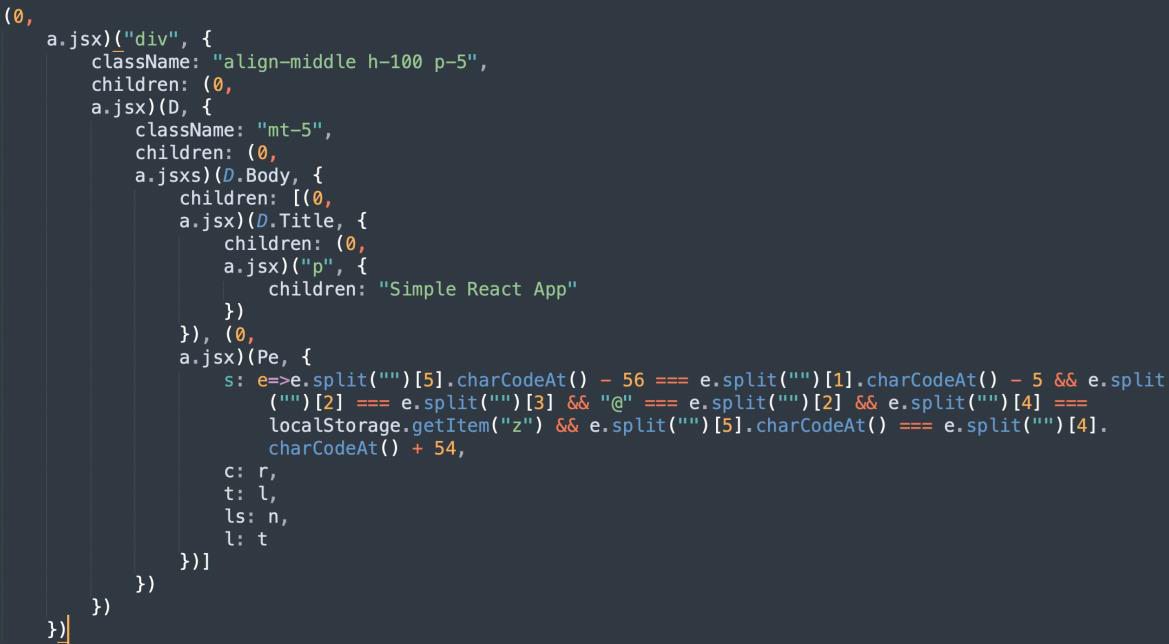 (0,
    a.jsx)("div", {
        className: "align-middle h-100 p-5",
        children: (0,
        a.jsx)(D, {
            className: "mt-5",
            children: (0,
            a.jsxs)(D.Body, {
                children: [(0,
                a.jsx)(D.Title, {
                    children: (0,
                    a.jsx)("p", {
                        children: "Simple React App"
                    })
                }), (0,
                a.jsx)(Pe, {
                    s: e=>e.split("")[5].charCodeAt() - 56 === e.split("")[1].charCodeAt() - 5 && e.split
                        ("")[2] === e.split("")[3] && "@" === e.split("")[2] && e.split("")[4] ===
                        localStorage.getItem("z") && e.split("")[5].charCodeAt() === e.split("")[4].
                        charCodeAt() + 54,
                    c: r,
                    t: l,
                    ls: n,
                    l: t
                })]
            })
        })
    })